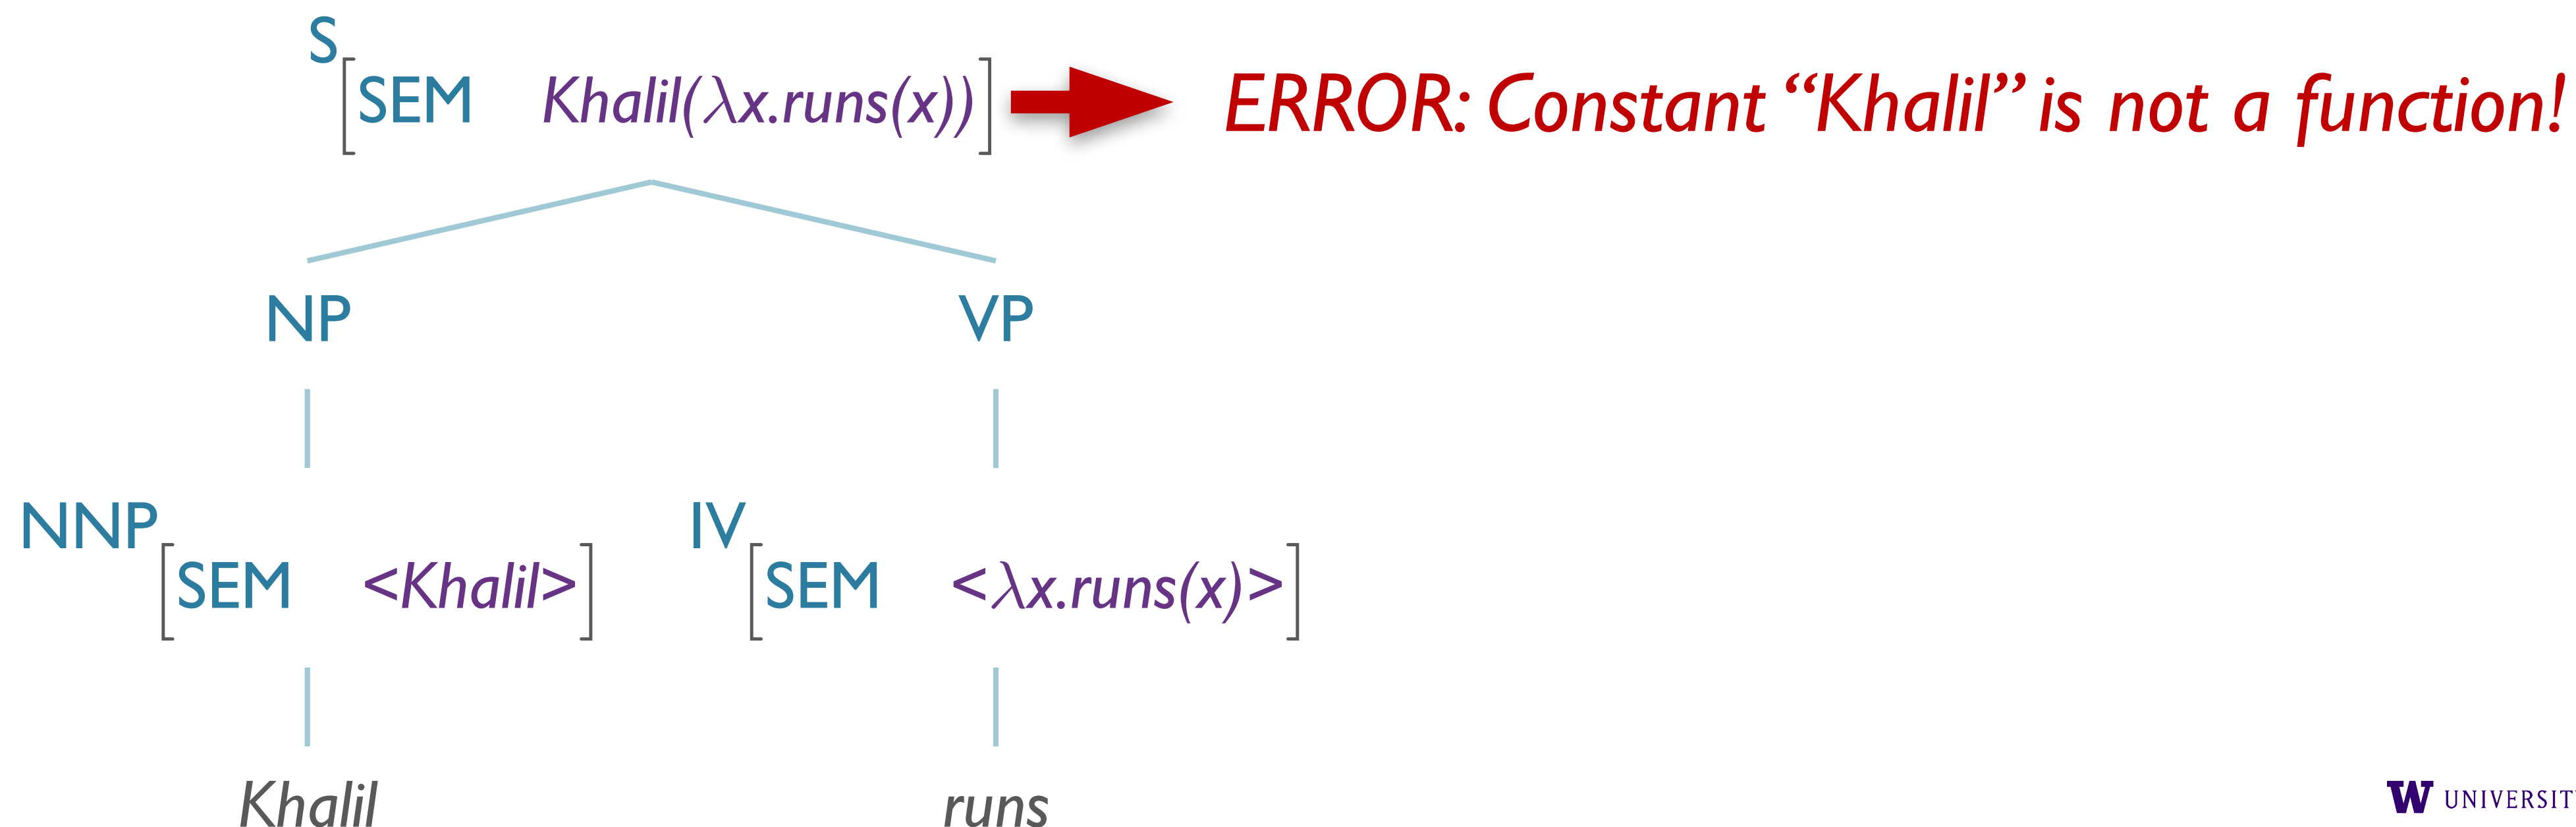 S
[SEM Khalil(λx.runs(x))]
ERROR: Constant “Khalil” is not a function!
NP VP
NNP IV
[SEM <Khalil>] [SEM <λx.runs(x)>]
Khalil runs
W